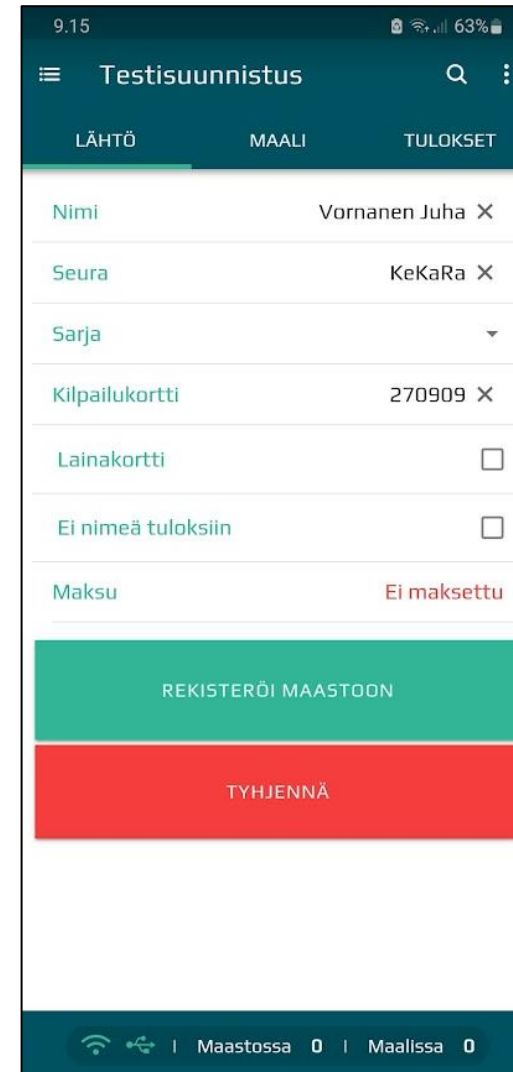 9.15 63%
Testisuunnistus
LÄHTÖ MAALI TULOKSET
Nimi Vornanen Juha
Seura KeKaRa
Sarja
Kilpailukortti 270909
Lainakortti
Ei nimeä tuloksiin
Maksu Ei maksettu
REKISTERÖI MAASTOON
TYHJENNÄ
| Maastossa 0 | Maalissa 0